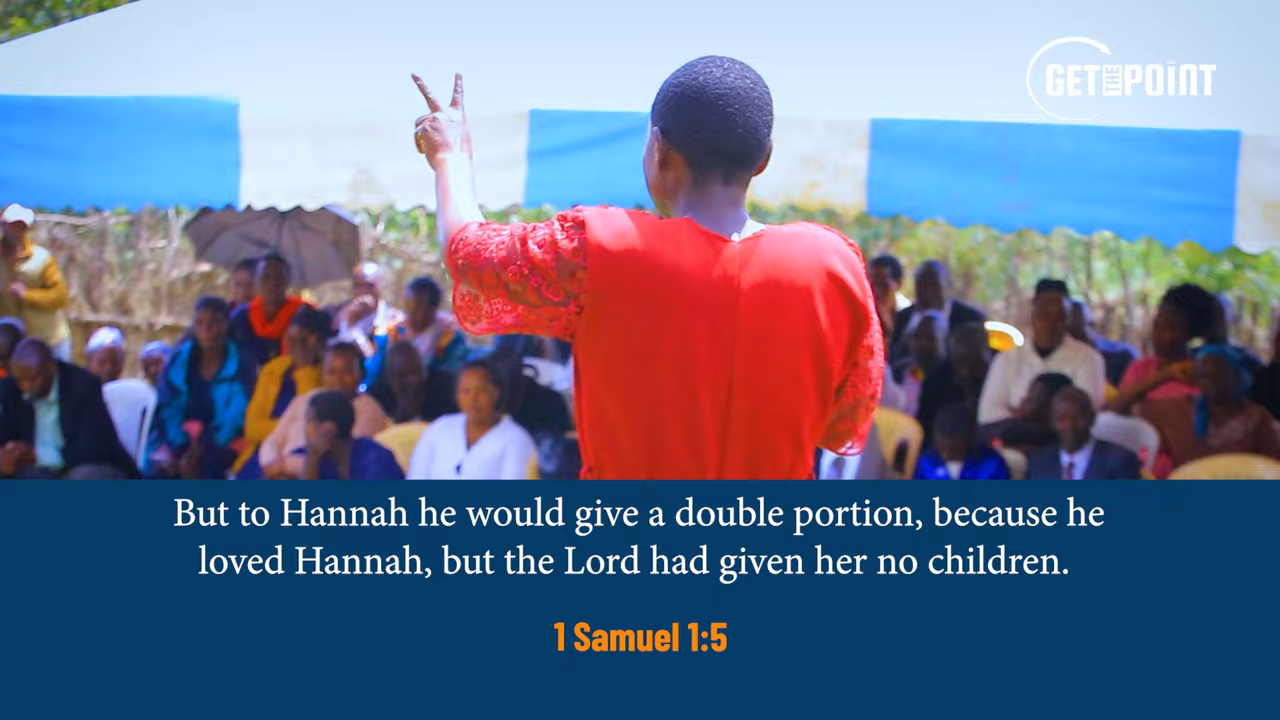 GET THE POINT
But to Hannah he would give a double portion, because he
loved Hannah, but the Lord had given her no children.
1 Samuel 1:5